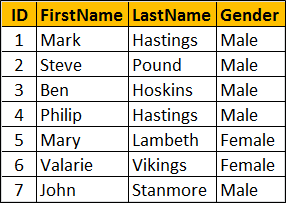 ID FirstName LastName Gender
1 Mark Hastings Male
2 Steve Pound Male
3 Ben Hoskins Male
4 Philip Hastings Male
5 Mary Lambeth Female
6 Valarie Vikings Female
7 John Stanmore Male